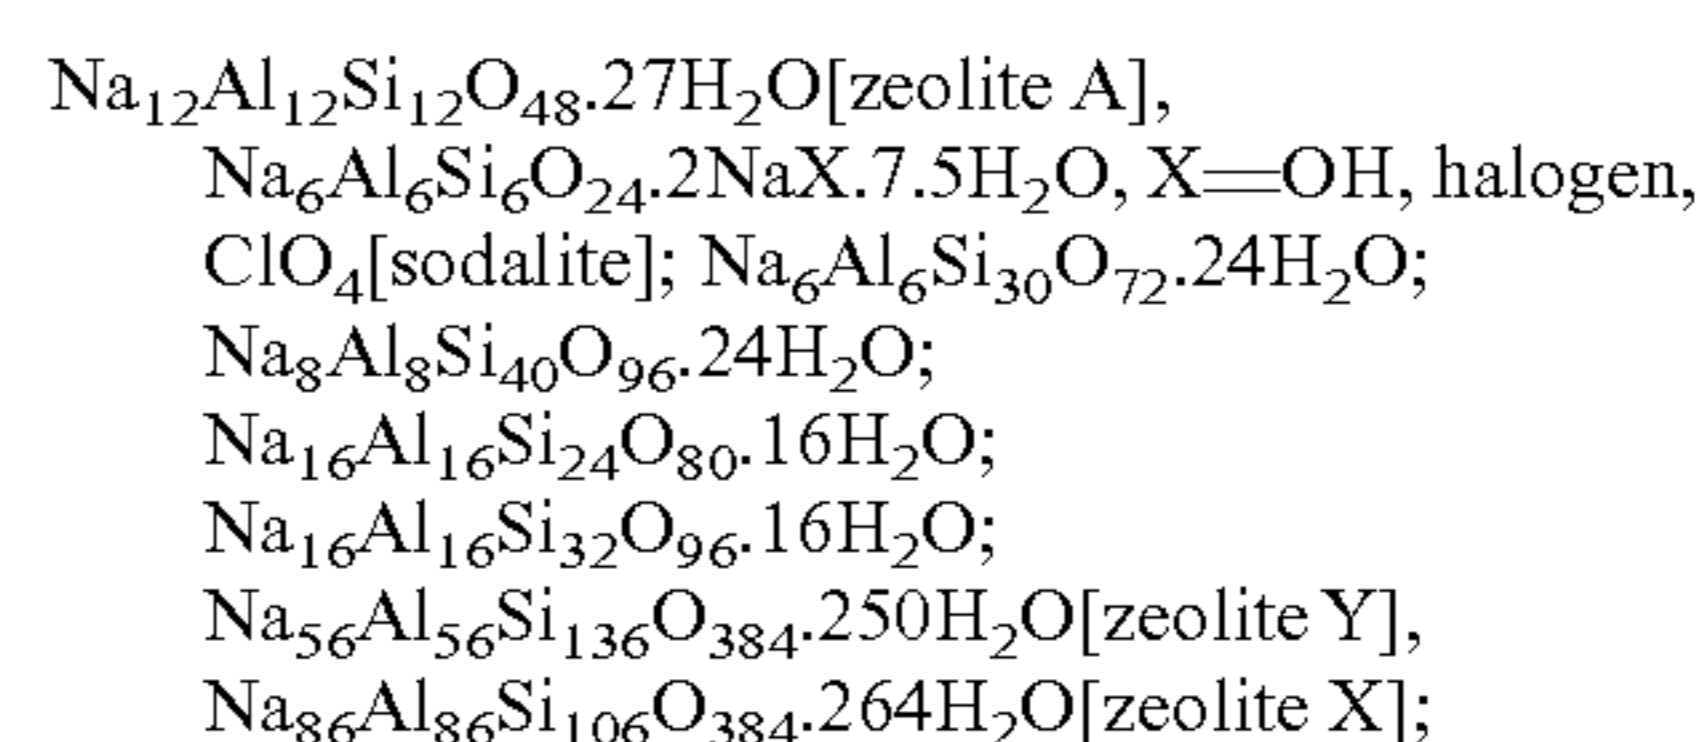 Na₁₂Al₁₂Si₁₂O₄₈.27H₂O[zeolite A],
Na₆Al₆Si₆O₂₄.2NaX.7.5H₂O, X=OH, halogen,
ClO₄[sodalite]; Na₆Al₆Si₃₀O₇₂.24H₂O;
Na₈Al₈Si₄₀O₉₆.24H₂O;
Na₁₆Al₁₆Si₂₄O₈₀.16H₂O;
Na₁₆Al₁₆Si₃₂O₉₆.16H₂O;
Na₅₆Al₅₆Si₁₃₆O₃₈₄.250H₂O[zeolite Y],
Na₈₆Al₈₆Si₁₀₆O₃₈₄.264H₂O[zeolite X];